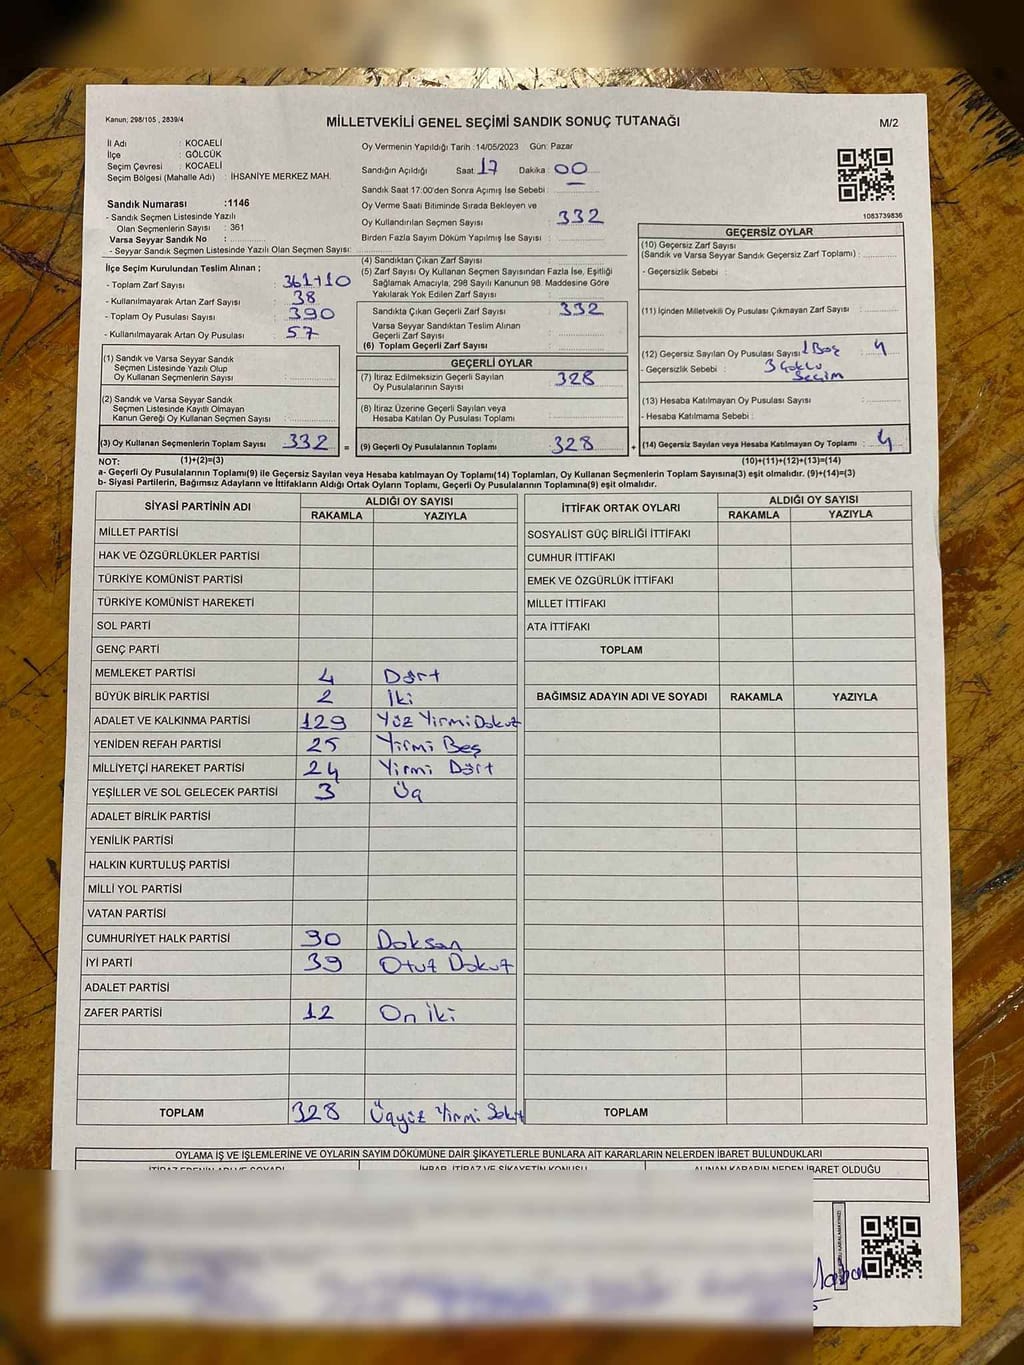 Kanun; 298/105 , 2839/4
MİLLETVEKİLİ GENEL SEÇİMİ SANDIK SONUÇ TUTANAĞI
M/2
İl Adı : KOCAELİ
İlçe : GÖLCÜK
Seçim Çevresi : KOCAELİ
Seçim Bölgesi (Mahalle Adı) : İHSANİYE MERKEZ MAH.
Sandık Numarası :1146
- Sandık Seçmen Listesinde Yazılı
Olan Seçmenlerin Sayısı : 361
Varsa Seyyar Sandık No :
- Seyyar Sandık Seçmen Listesinde Yazılı Olan Seçmen Sayısı:
İlçe Seçim Kurulundan Teslim Alınan ;
- Toplam Zarf Sayısı : 361+10
- Kullanılmayarak Artan Zarf Sayısı : 38
- Toplam Oy Pusulası Sayısı : 390
- Kullanılmayarak Artan Oy Pusulası : 57
Oy Vermenin Yapıldığı Tarih : 14/05/2023 Gün: Pazar
Sandığın Açıldığı Saat: 17 Dakika : 00
Sandık Saat 17:00'den Sonra Açımış İse Sebebi :
Oy Verme Saati Bitiminde Sırada Bekleyen ve
Oy Kullandırılan Seçmen Sayısı : 332
Birden Fazla Sayım Döküm Yapılmış İse Sayısı :
(4) Sandıktan Çıkan Zarf Sayısı :
(5) Zarf Sayısı Oy Kullanan Seçmen Sayısından Fazla İse, Eşitliği
Sağlamak Amacıyla, 298 Sayılı Kanunun 98. Maddesine Göre
Yakılarak Yok Edilen Zarf Sayısı :
Sandıkta Çıkan Geçerli Zarf Sayısı : 332
Varsa Seyyar Sandıktan Teslim Alınan
Geçerli Zarf Sayısı :
(6) Toplam Geçerli Zarf Sayısı :
1083739836
GEÇERSİZ OYLAR
(10) Geçersiz Zarf Sayısı
(Sandık ve Varsa Seyyar Sandık Geçersiz Zarf Toplamı) :
- Geçersizlik Sebebi :
(11) İçinden Milletvekili Oy Pusulası Çıkmayan Zarf Sayısı :
(12) Geçersiz Sayılan Oy Pusulası Sayısı 1 Boş 4
- Geçersizlik Sebebi : 3 Çoklu
Seçim
(13) Hesaba Katılmayan Oy Pusulası Sayısı :
- Hesaba Katılmama Sebebi :
(14) Geçersiz Sayılan veya Hesaba Katılmayan Oy Toplamı : 4
(10)+(11)+(12)+(13)=(14)
(1) Sandık ve Varsa Seyyar Sandık
Seçmen Listesinde Yazılı Olup
Oy Kullanan Seçmenlerin Sayısı :
(2) Sandık ve Varsa Seyyar Sandık
Seçmen Listesinde Kayıtlı Olmayan
Kanun Gereği Oy Kullanan Seçmen Sayısı :
(3) Oy Kullanan Seçmenlerin Toplam Sayısı : 332 =
(1)+(2)=(3)
GEÇERLİ OYLAR
(7) İtiraz Edilmeksizin Geçerli Sayılan
Oy Pusulalarının Sayısı : 328
(8) İtiraz Üzerine Geçerli Sayılan veya
Hesaba Katılan Oy Pusulası Toplamı :
(9) Geçerli Oy Pusulalarının Toplamı : 328 +
NOT:
a- Geçerli Oy Pusulalarının Toplamı(9) ile Geçersiz Sayılan veya Hesaba katılmayan Oy Toplamı(14) Toplamları, Oy Kullanan Seçmenlerin Toplam Sayısına(3) eşit olmalıdır. (9)+(14)=(3)
b- Siyasi Partilerin, Bağımsız Adayların ve İttifakların Aldığı Ortak Oyların Toplamı, Geçerli Oy Pusulalarının Toplamına(9) eşit olmalıdır.
SİYASİ PARTİNİN ADI ALDIĞI OY SAYISI
RAKAMLA YAZIYLA
MİLLET PARTİSİ
HAK VE ÖZGÜRLÜKLER PARTİSİ
TÜRKİYE KOMÜNİST PARTİSİ
TÜRKİYE KOMÜNİST HAREKETİ
SOL PARTİ
GENÇ PARTİ
MEMLEKET PARTİSİ 4 Dört
BÜYÜK BİRLİK PARTİSİ 2 İki
ADALET VE KALKINMA PARTİSİ 129 Yüz Yirmi Dokuz
YENİDEN REFAH PARTİSİ 25 Yirmi Beş
MİLLİYETÇİ HAREKET PARTİSİ 24 Yirmi Dört
YEŞİLLER VE SOL GELECEK PARTİSİ 3 Üç
ADALET BİRLİK PARTİSİ
YENİLİK PARTİSİ
HALKIN KURTULUŞ PARTİSİ
MİLLİ YOL PARTİSİ
VATAN PARTİSİ
CUMHURİYET HALK PARTİSİ 90 Doksan
İYİ PARTİ 39 Otuz Dokuz
ADALET PARTİSİ
ZAFER PARTİSİ 12 On iki
TOPLAM 328 Üçyüz Yirmi Sekiz
İTTİFAK ORTAK OYLARI ALDIĞI OY SAYISI
RAKAMLA YAZIYLA
SOSYALİST GÜÇ BİRLİĞİ İTTİFAKI
CUMHUR İTTİFAKI
EMEK VE ÖZGÜRLÜK İTTİFAKI
MİLLET İTTİFAKI
ATA İTTİFAKI
TOPLAM
BAĞIMSIZ ADAYIN ADI VE SOYADI RAKAMLA YAZIYLA
TOPLAM
OYLAMA İŞ VE İŞLEMLERİNE VE OYLARIN SAYIM DÖKÜMÜNE DAİR ŞİKAYETLERLE BUNLARA AİT KARARLARIN NELERDEN İBARET BULUNDUKLARI
İTİRAZ EDENİN ADI VE SOYADI İHBAR, İTİRAZ VE ŞİKAYETİN KONUSU ALINAN KARARIN NEDEN İBARET OLDUĞU